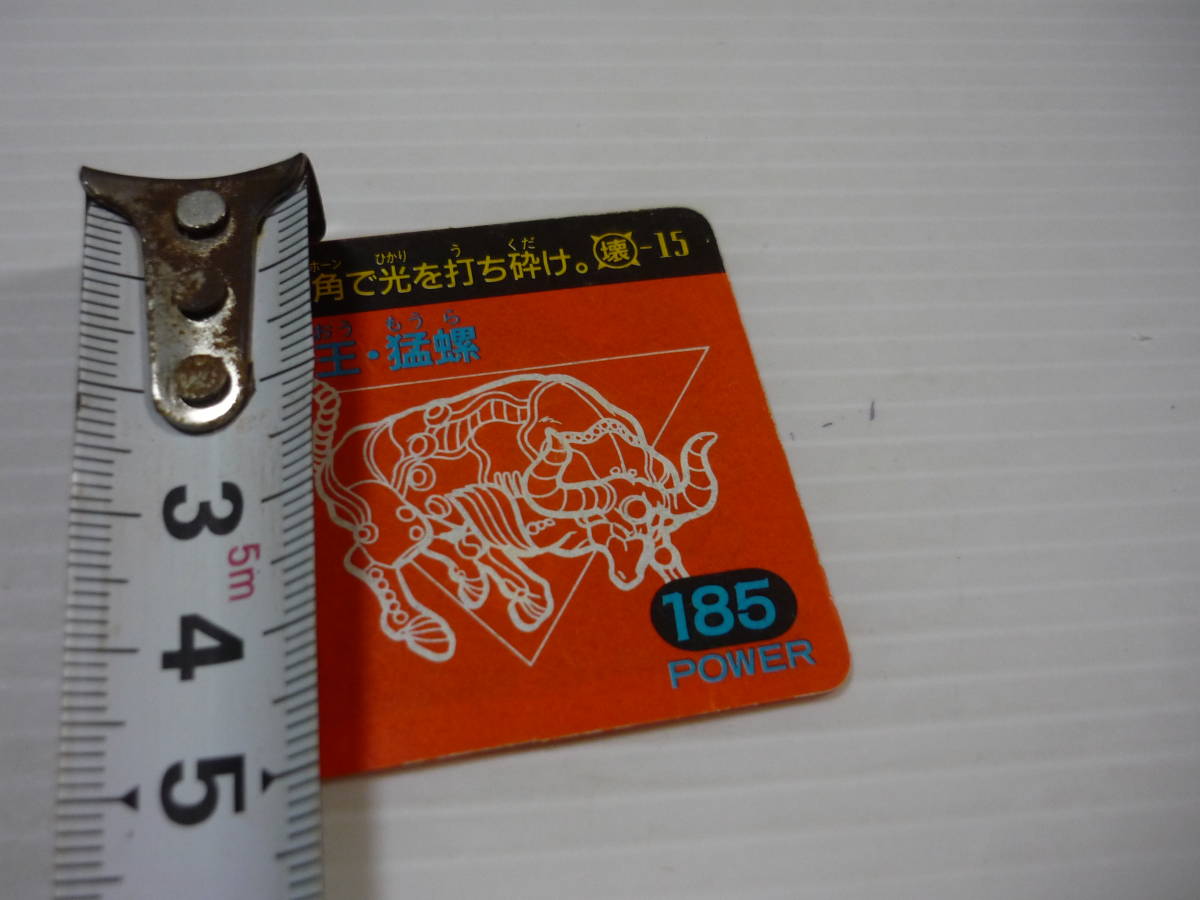 ホーン ひかり う くだ
角で光を打ち砕け。壊-15
おう もうら
王・猛螺
185
POWER
3
5m
4
5